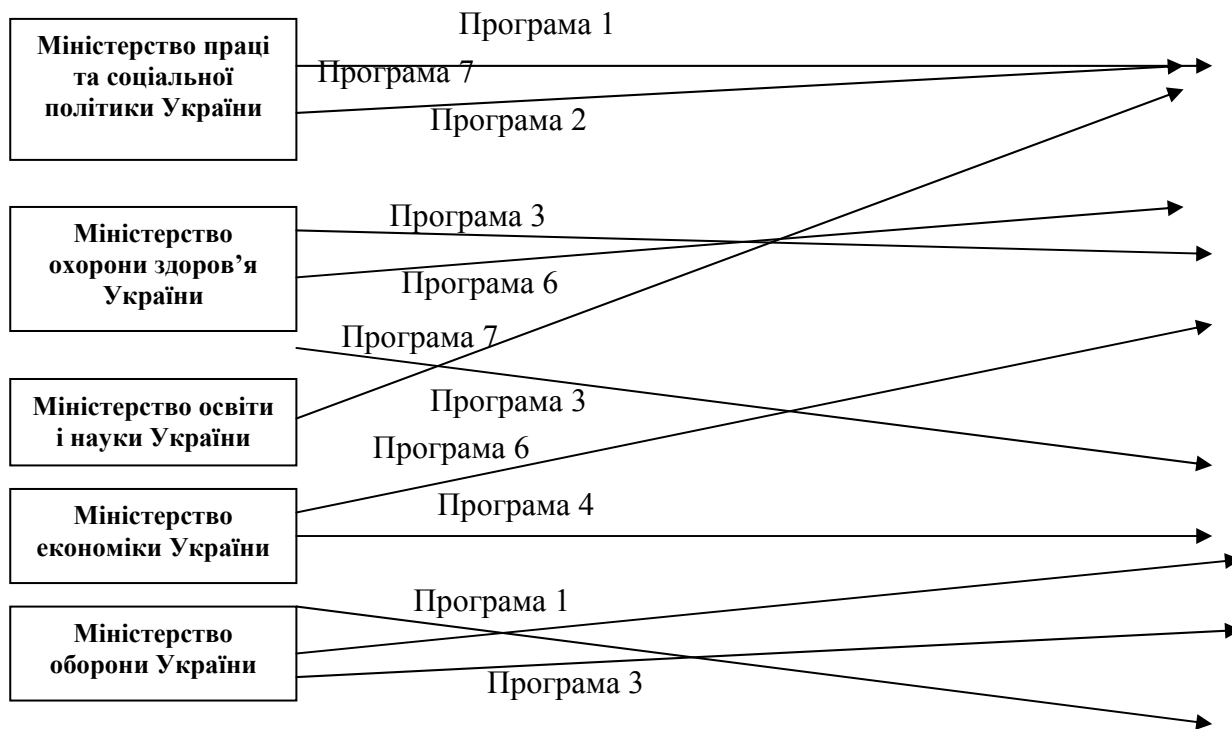 Програма 1
Міністерство праці
та соціальної
політики України
Програма 7
Програма 2
Міністерство
охорони здоров’я
України
Програма 3
Програма 6
Програма 7
Міністерство освіти
і науки України
Програма 3
Програма 6
Міністерство
економіки України
Програма 4
Міністерство
оборони України
Програма 1
Програма 3